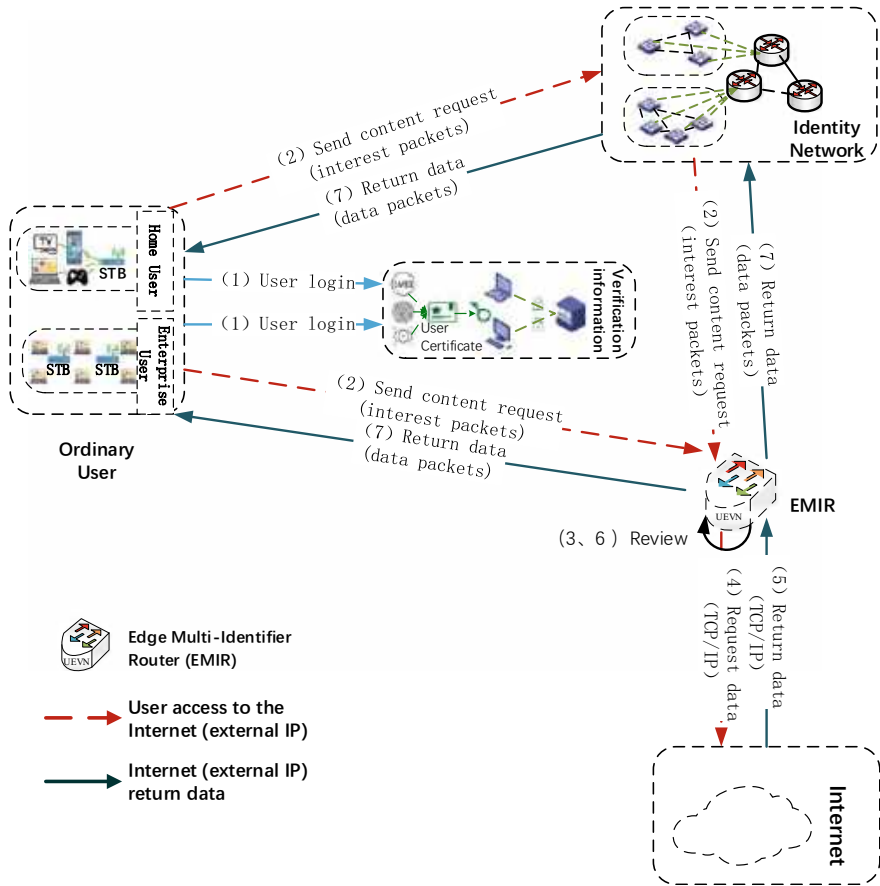 Identity
Network
(2) Send content request
(interest packets)
(7) Return data
(data packets)
Home User
TV
STB
(1) User login
(1) User login
User
Certificate
Verification
information
Enterprise
User
STB
STB
Ordinary
User
(2) Send content request
(interest packets)
(7) Return data
(data packets)
(2) Send content request
(interest packets)
(7) Return data
(data packets)
UEVN
EMIR
(3、6) Review
(4) Request data
(TCP/IP)
(5) Return data
(TCP/IP)
UEVN
Edge Multi-Identifier
Router (EMIR)
User access to the
Internet (external IP)
Internet (external IP)
return data
Internet